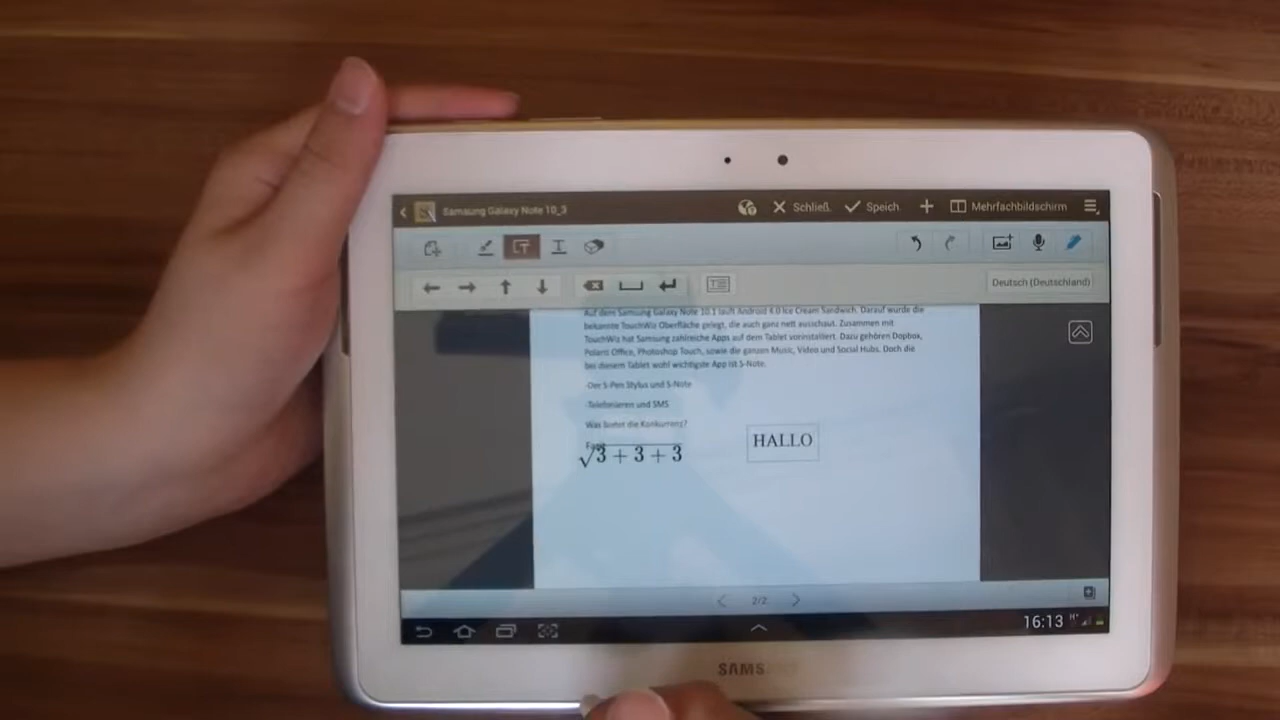 Samsung Galaxy Note 10_3
Schließ.
Speich.
Mehrfachbildschirm
Deutsch (Deutschland)
Auf dem Samsung Galaxy Note 10.1 läuft Android 4.0 Ice Cream Sandwich. Darauf wurde die
bekannte TouchWiz Oberfläche gelegt, die auch ganz nett ausschaut. Zusammen mit
TouchWiz hat Samsung zahlreiche Apps auf dem Tablet vorinstalliert. Dazu gehören Dopbox,
Polaris Office, Photoshop Touch, sowie die ganzen Music, Video und Social Hubs. Doch die
bei diesem Tablet wohl wichtigste App ist S-Note.
-Der S-Pen Stylus und S-Note
-Telefonieren und SMS
Was bietet die Konkurrenz?
Fazit
√3 + 3 + 3
HALLO
2/2
16:13
SAMSUNG